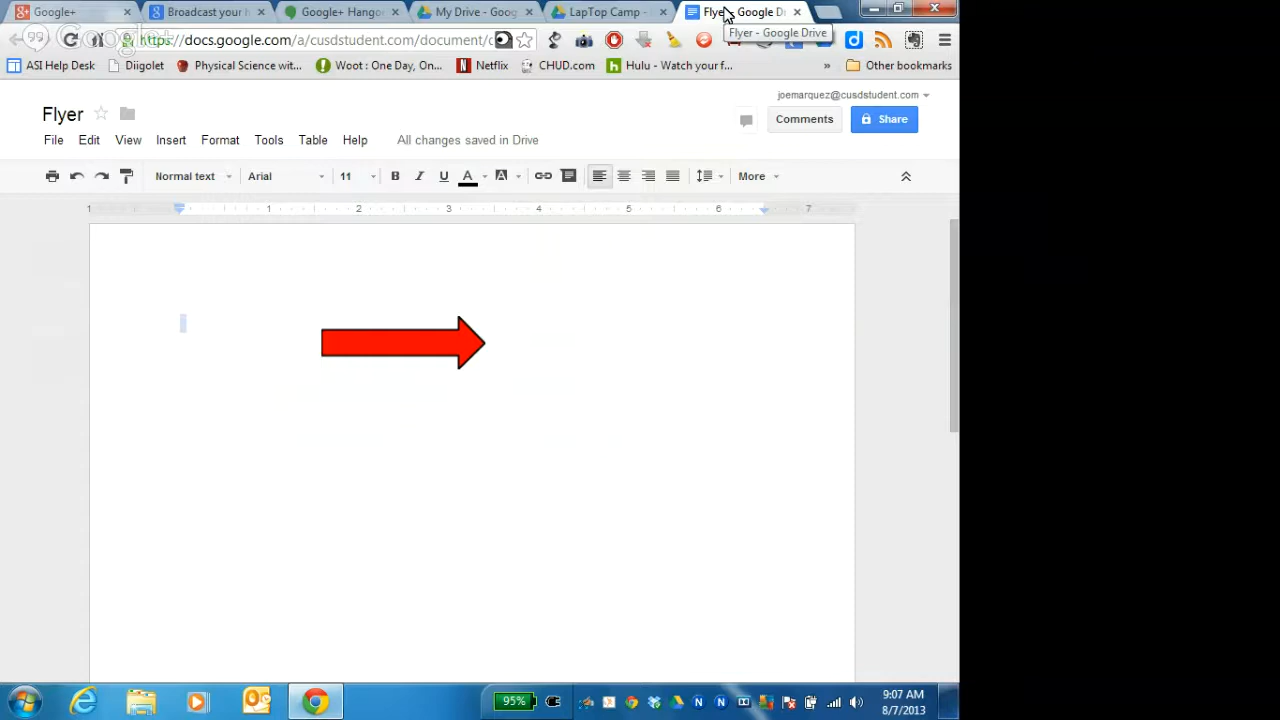 Google+
Broadcast your h
Google+ Hango
My Drive - Goog
LapTop Camp -
Flye - Google Dr
Flyer - Google Drive
https://docs.google.com/a/cusdstudent.com/document/c
ASI Help Desk
Diigolet
Physical Science wit...
Woot : One Day, On...
Netflix
CHUD.com
Hulu - Watch your f...
»
Other bookmarks
joemarquez@cusdstudent.com
Flyer
Comments
Share
File Edit View Insert Format Tools Table Help All changes saved in Drive
Normal text Arial 11 B I U A A More
1 1 2 3 4 5 6 7
95%
9:07 AM
8/7/2013